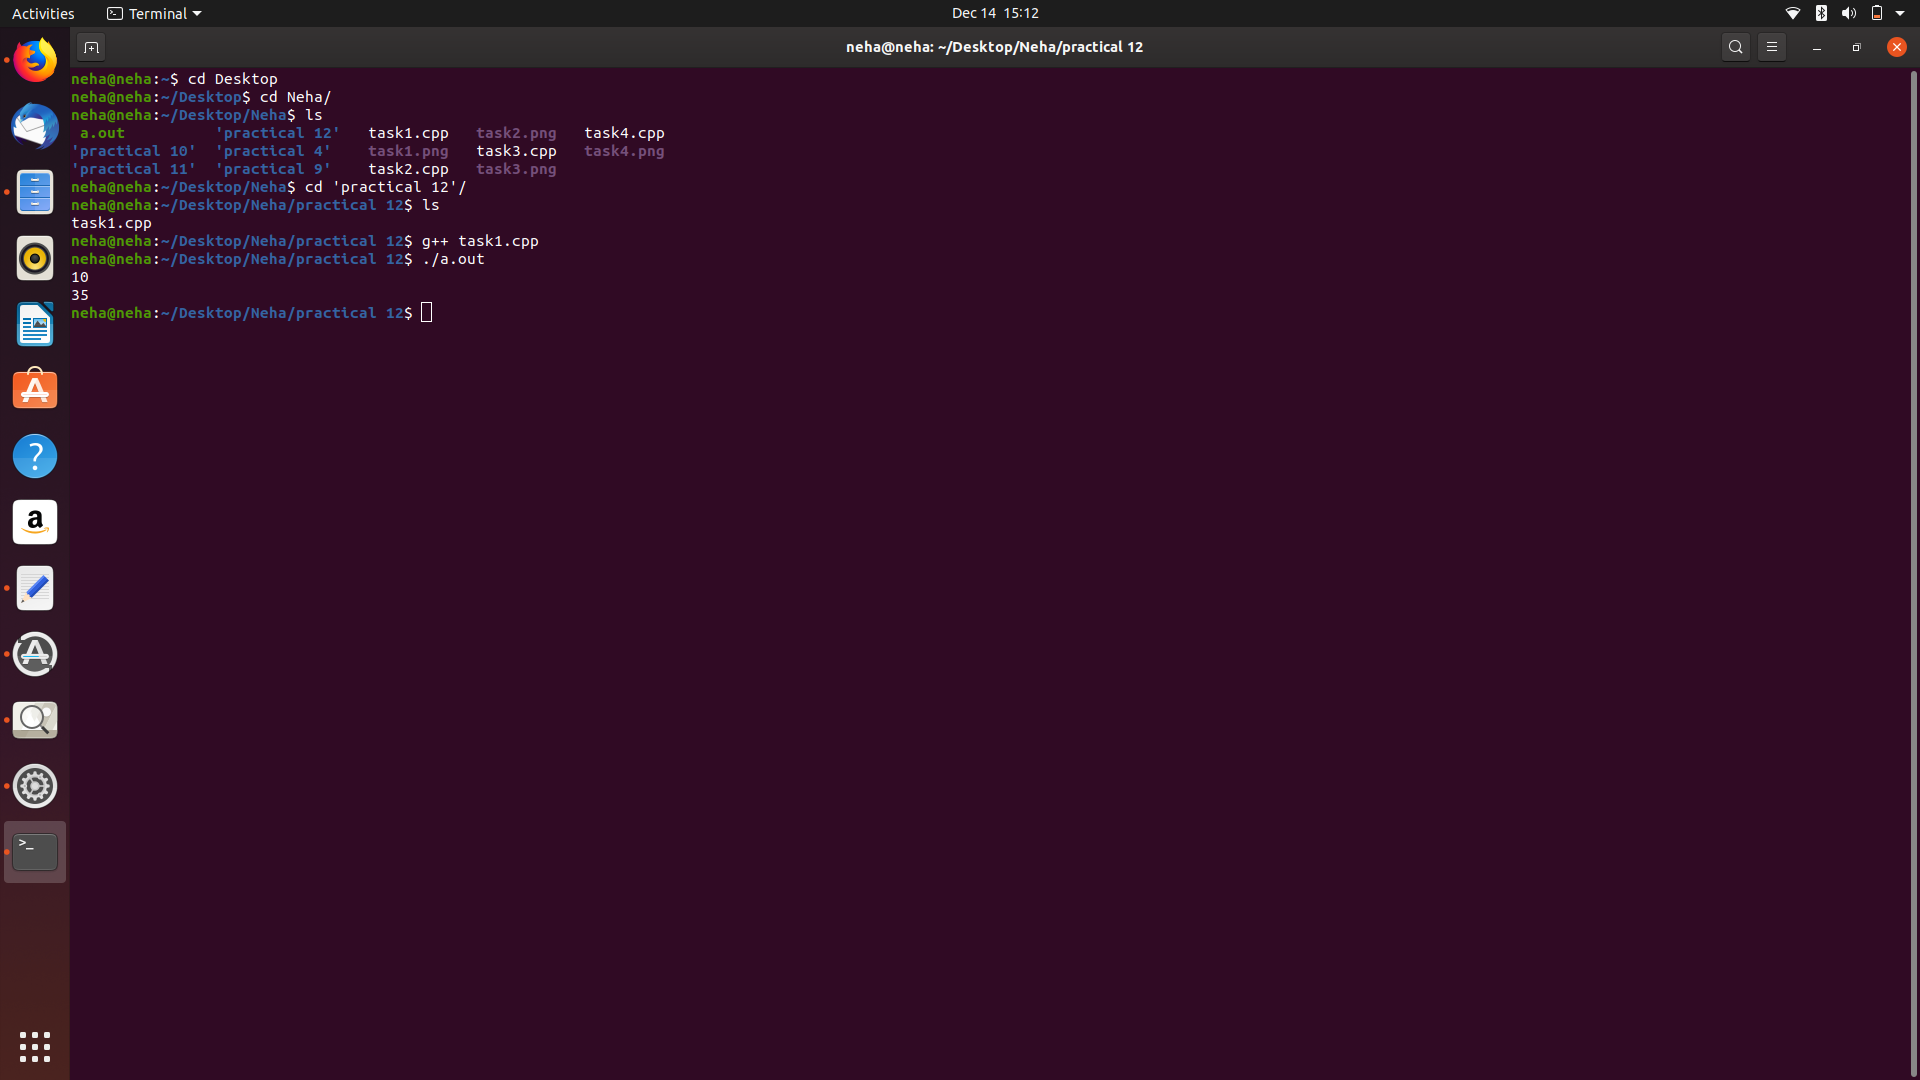 Activities Terminal Dec 14 15:12
neha@neha: ~/Desktop/Neha/practical 12
neha@neha:~$ cd Desktop
neha@neha:~/Desktop$ cd Neha/
neha@neha:~/Desktop/Neha$ ls
a.out 'practical 12' task1.cpp task2.png task4.cpp
'practical 10' 'practical 4' task1.png task3.cpp task4.png
'practical 11' 'practical 9' task2.cpp task3.png
neha@neha:~/Desktop/Neha$ cd 'practical 12'/
neha@neha:~/Desktop/Neha/practical 12$ ls
task1.cpp
neha@neha:~/Desktop/Neha/practical 12$ g++ task1.cpp
neha@neha:~/Desktop/Neha/practical 12$ ./a.out
10
35
neha@neha:~/Desktop/Neha/practical 12$